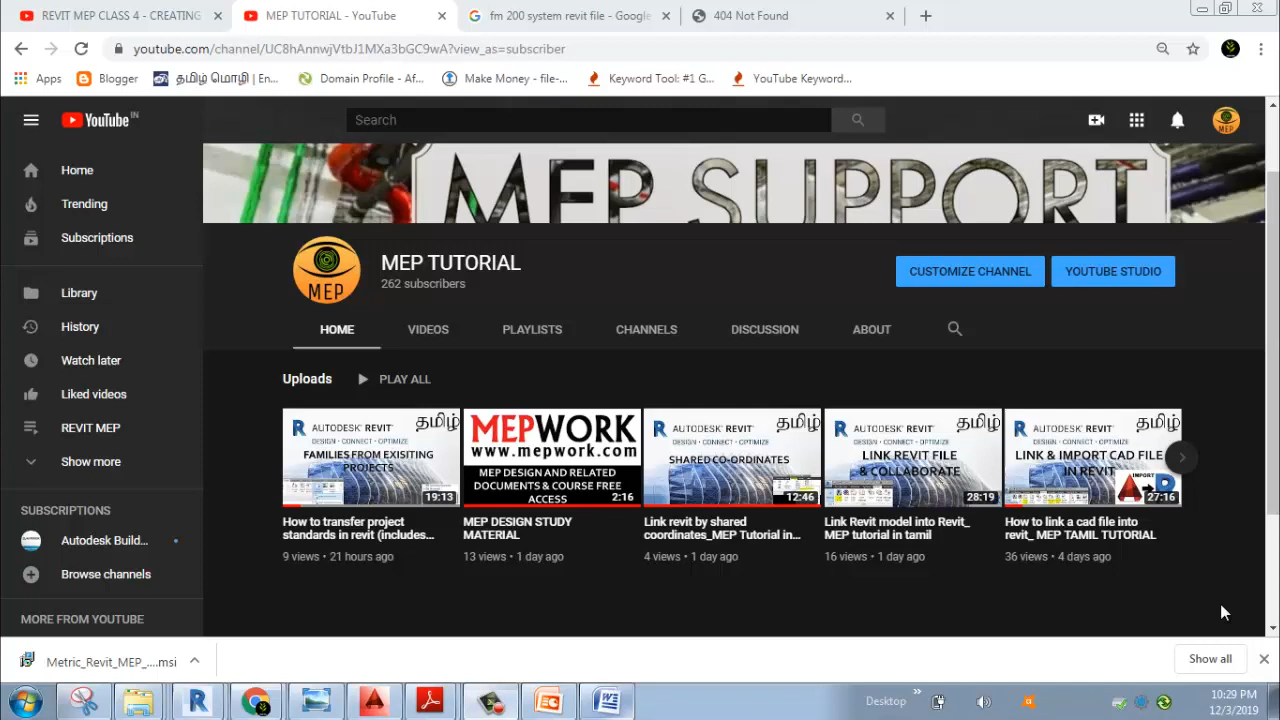 REVIT MEP CLASS 4 - CREATING
MEP TUTORIAL - YouTube
fm 200 system revit file - Google
404 Not Found
youtube.com/channel/UC8hAnnwjVtbJ1MXa3bGC9wA?view_as=subscriber
Apps
Blogger
தமிழ் மொழி | En...
Domain Profile - Af...
Make Money - file-...
Keyword Tool: #1 G...
YouTube Keyword...
YouTube IN
Search
MEP
MEP SUPPORT
Home
Trending
Subscriptions
Library
History
Watch later
Liked videos
REVIT MEP
Show more
SUBSCRIPTIONS
Autodesk Build...
Browse channels
MORE FROM YOUTUBE
MEP
MEP TUTORIAL
262 subscribers
CUSTOMIZE CHANNEL
YOUTUBE STUDIO
HOME
VIDEOS
PLAYLISTS
CHANNELS
DISCUSSION
ABOUT
Uploads
PLAY ALL
தமிழ்
R AUTODESK REVIT
DESIGN • CONNECT • OPTIMIZE
FAMILIES FROM EXISITING
PROJECTS
19:13
How to transfer project
standards in revit (includes...
9 views • 21 hours ago
MEPWORK
www.mepwork.com
MEP DESIGN AND RELATED
DOCUMENTS & COURSE FREE
ACCESS
2:16
MEP DESIGN STUDY
MATERIAL
13 views • 1 day ago
தமிழ்
R AUTODESK REVIT
DESIGN • CONNECT • OPTIMIZE
SHARED CO-ORDINATES
12:46
Link revit by shared
coordinates_MEP Tutorial in...
4 views • 1 day ago
தமிழ்
R AUTODESK REVIT
DESIGN • CONNECT • OPTIMIZE
LINK REVIT FILE
& COLLABORATE
28:19
Link Revit model into Revit_
MEP tutorial in tamil
16 views • 1 day ago
தமிழ்
R AUTODESK REVIT
DESIGN • CONNECT • OPTIMIZE
LINK & IMPORT CAD FILE
IN REVIT
IMPORT
27:16
How to link a cad file into
revit_ MEP TAMIL TUTORIAL
36 views • 4 days ago
Metric_Revit_MEP_....msi
Show all
Desktop
10:29 PM
12/3/2019